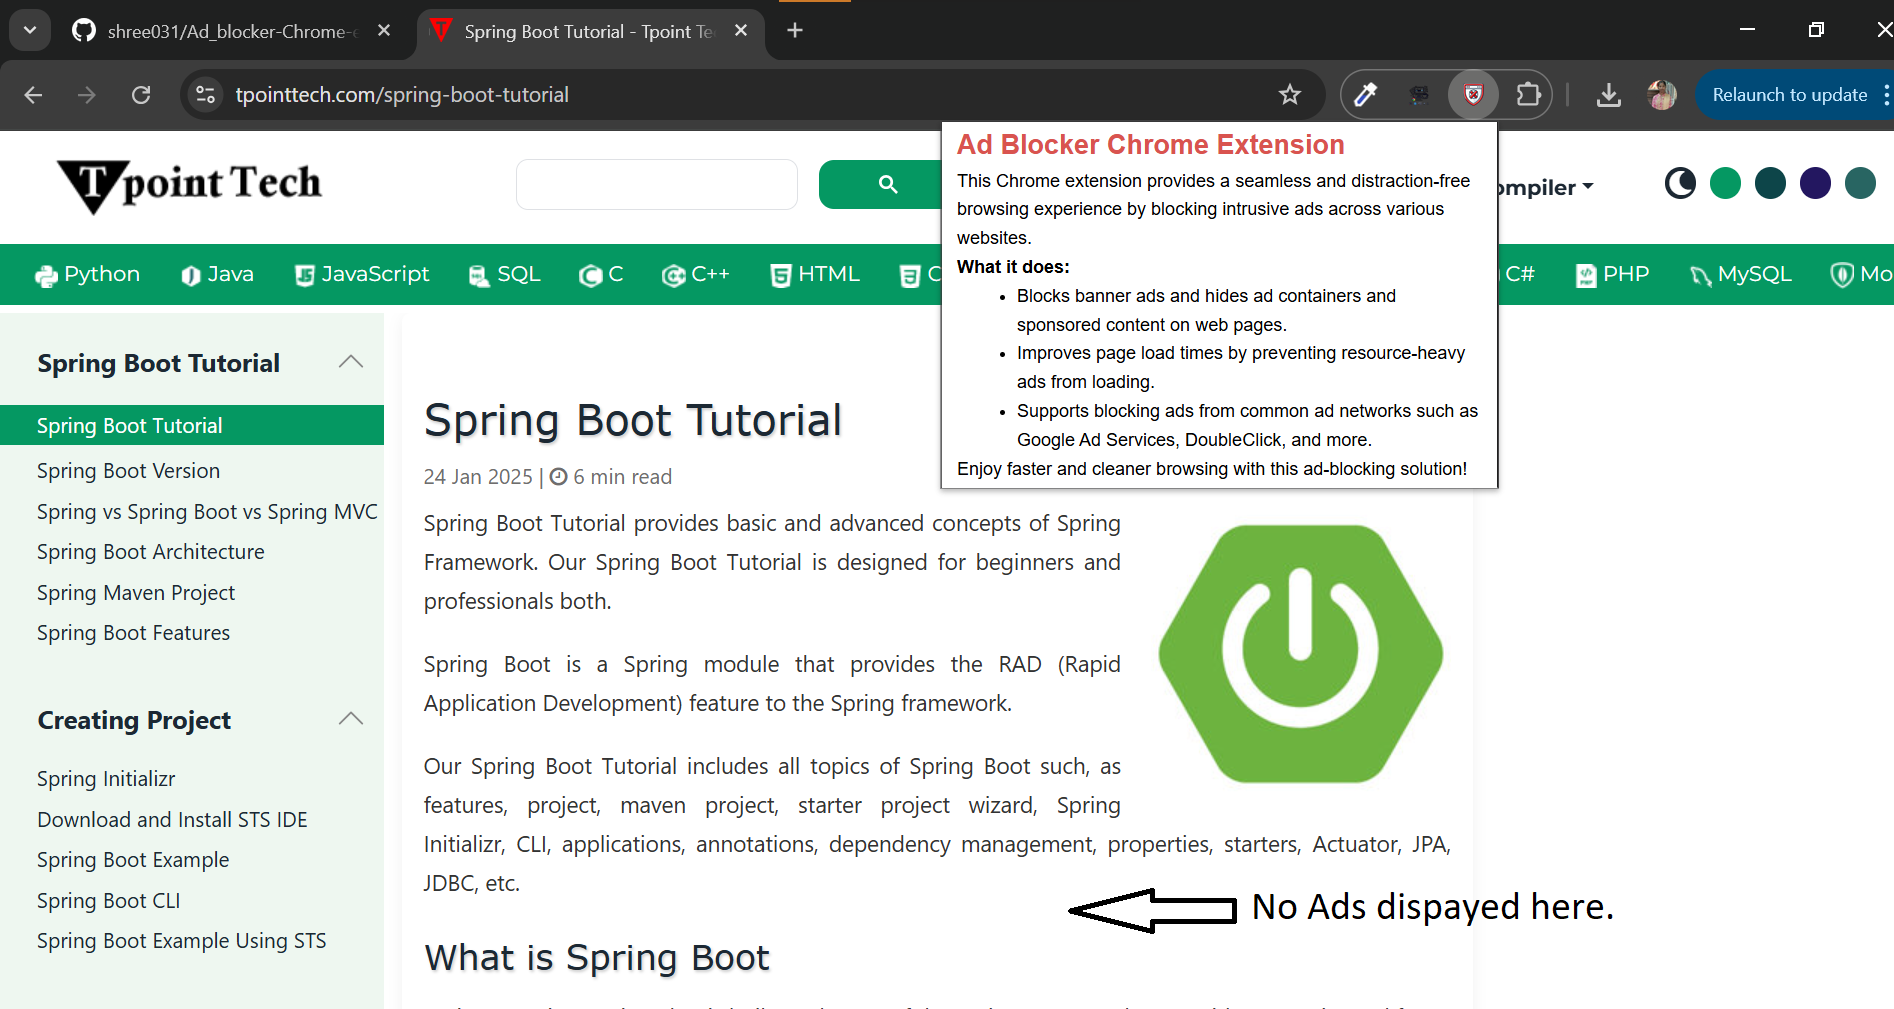 shree031/Ad_blocker-Chrome-e
Spring Boot Tutorial - Tpoint Te
tpointtech.com/spring-boot-tutorial
Relaunch to update
Tpoint Tech
ompiler
Ad Blocker Chrome Extension
This Chrome extension provides a seamless and distraction-free
browsing experience by blocking intrusive ads across various
websites.
What it does:
• Blocks banner ads and hides ad containers and
sponsored content on web pages.
• Improves page load times by preventing resource-heavy
ads from loading.
• Supports blocking ads from common ad networks such as
Google Ad Services, DoubleClick, and more.
Enjoy faster and cleaner browsing with this ad-blocking solution!
Python Java JavaScript SQL C C++ HTML C C# PHP MySQL Mo
Spring Boot Tutorial
Spring Boot Tutorial
Spring Boot Version
Spring vs Spring Boot vs Spring MVC
Spring Boot Architecture
Spring Maven Project
Spring Boot Features
Creating Project
Spring Initializr
Download and Install STS IDE
Spring Boot Example
Spring Boot CLI
Spring Boot Example Using STS
Spring Boot Tutorial
24 Jan 2025 | 6 min read
Spring Boot Tutorial provides basic and advanced concepts of Spring
Framework. Our Spring Boot Tutorial is designed for beginners and
professionals both.
Spring Boot is a Spring module that provides the RAD (Rapid
Application Development) feature to the Spring framework.
Our Spring Boot Tutorial includes all topics of Spring Boot such, as
features, project, maven project, starter project wizard, Spring
Initializr, CLI, applications, annotations, dependency management, properties, starters, Actuator, JPA,
JDBC, etc.
No Ads dispayed here.
What is Spring Boot